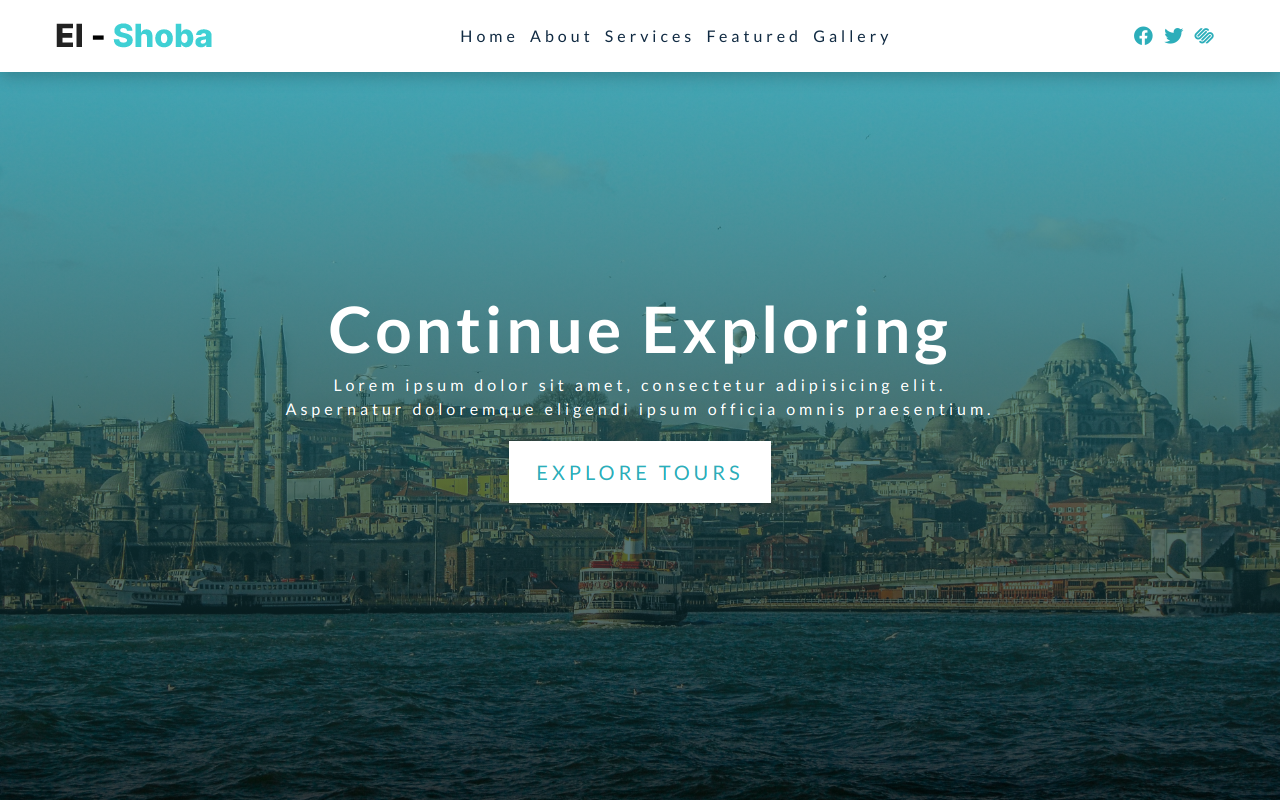 El - Shoba
Home About Services Featured Gallery
Continue Exploring
Lorem ipsum dolor sit amet, consectetur adipisicing elit.
Aspernatur doloremque eligendi ipsum officia omnis praesentium.
EXPLORE TOURS